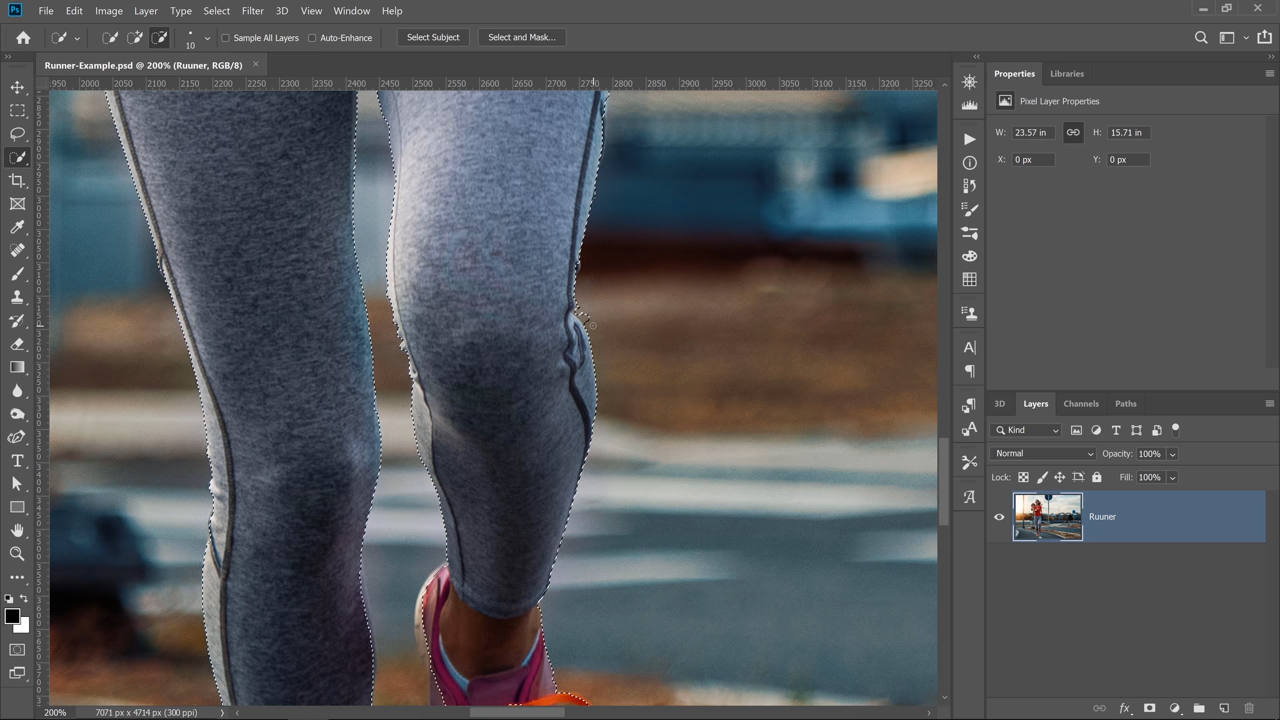 Ps File Edit Image Layer Type Select Filter 3D View Window Help
10 Sample All Layers Auto-Enhance Select Subject Select and Mask...
Runner-Example.psd @ 200% (Ruuner, RGB/8)
950 2000 2050 2100 2150 2200 2250 2300 2350 2400 2450 2500 2550 2600 2650 2700 2750 2800 2850 2900 2950 3000 3050 3100 3150 3200 3250
Properties Libraries
Pixel Layer Properties
W: 23.57 in H: 15.71 in
X: 0 px Y: 0 px
3D Layers Channels Paths
Kind
Normal Opacity: 100%
Lock: Fill: 100%
Ruuner
200% 7071 px x 4714 px (300 ppi)